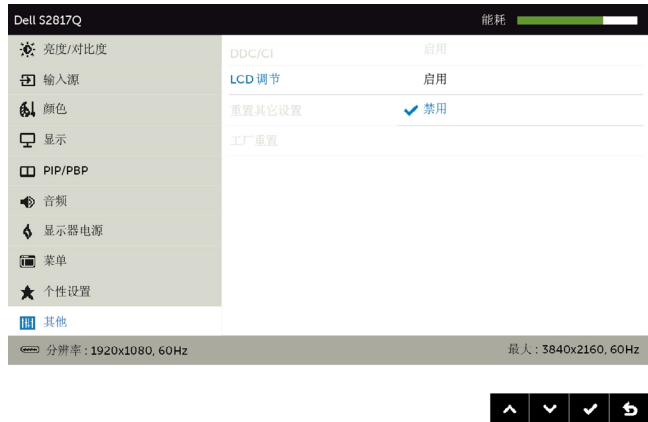 Dell S2817Q 能耗
亮度/对比度 DDC/CI 启用
输入源 LCD 调节 启用
颜色 重置其它设置 禁用
显示 工厂重置
PIP/PBP
音频
显示器电源
菜单
个性设置
其他
分辨率 : 1920x1080, 60Hz 最大 : 3840x2160, 60Hz